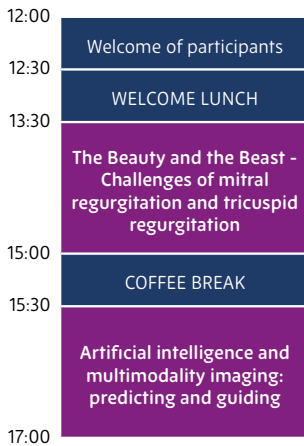 12:00
Welcome of participants
12:30
WELCOME LUNCH
13:30
The Beauty and the Beast -
Challenges of mitral
regurgitation and tricuspid
regurgitation
15:00
COFFEE BREAK
15:30
Artificial intelligence and
multimodality imaging:
predicting and guiding
17:00